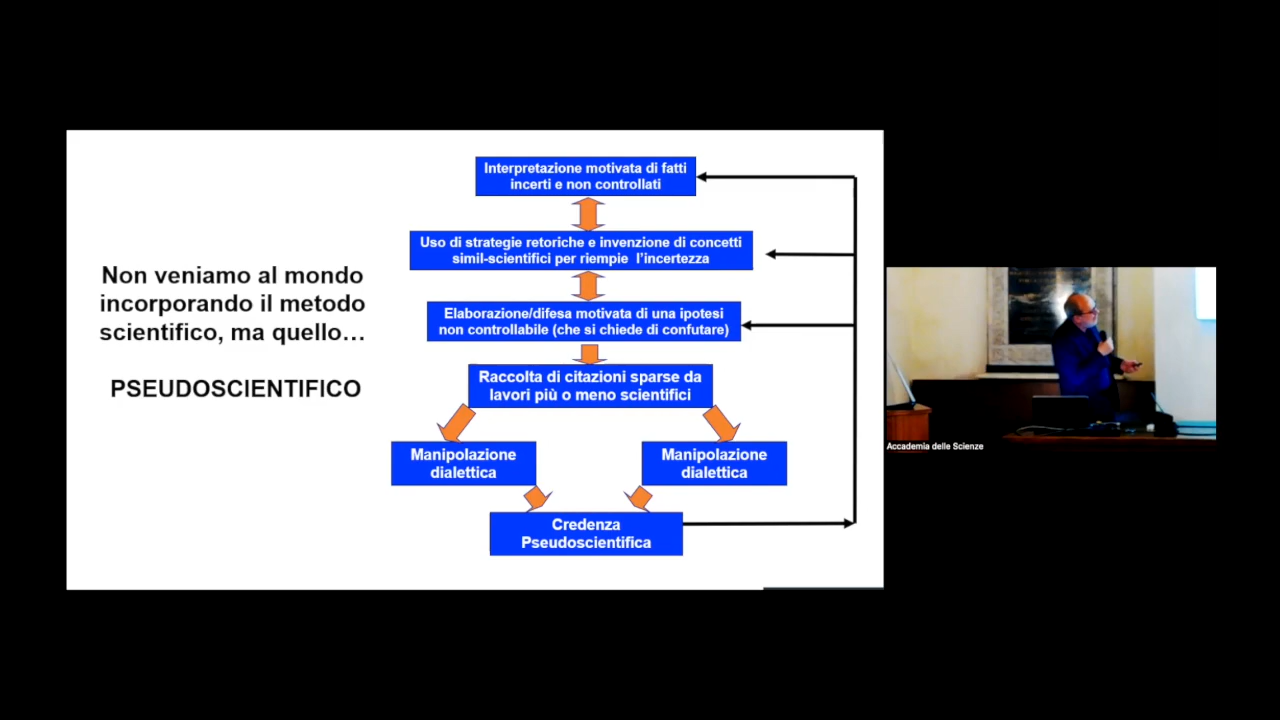 Non veniamo al mondo
incorporando il metodo
scientifico, ma quello…
PSEUDOSCIENTIFICO
Interpretazione motivata di fatti
incerti e non controllati
Uso di strategie retoriche e invenzione di concetti
simil-scientifici per riempie l’incertezza
Elaborazione/difesa motivata di una ipotesi
non controllabile (che si chiede di confutare)
Raccolta di citazioni sparse da
lavori più o meno scientifici
Manipolazione
dialettica
Manipolazione
dialettica
Credenza
Pseudoscientifica
Accademia delle Scienze